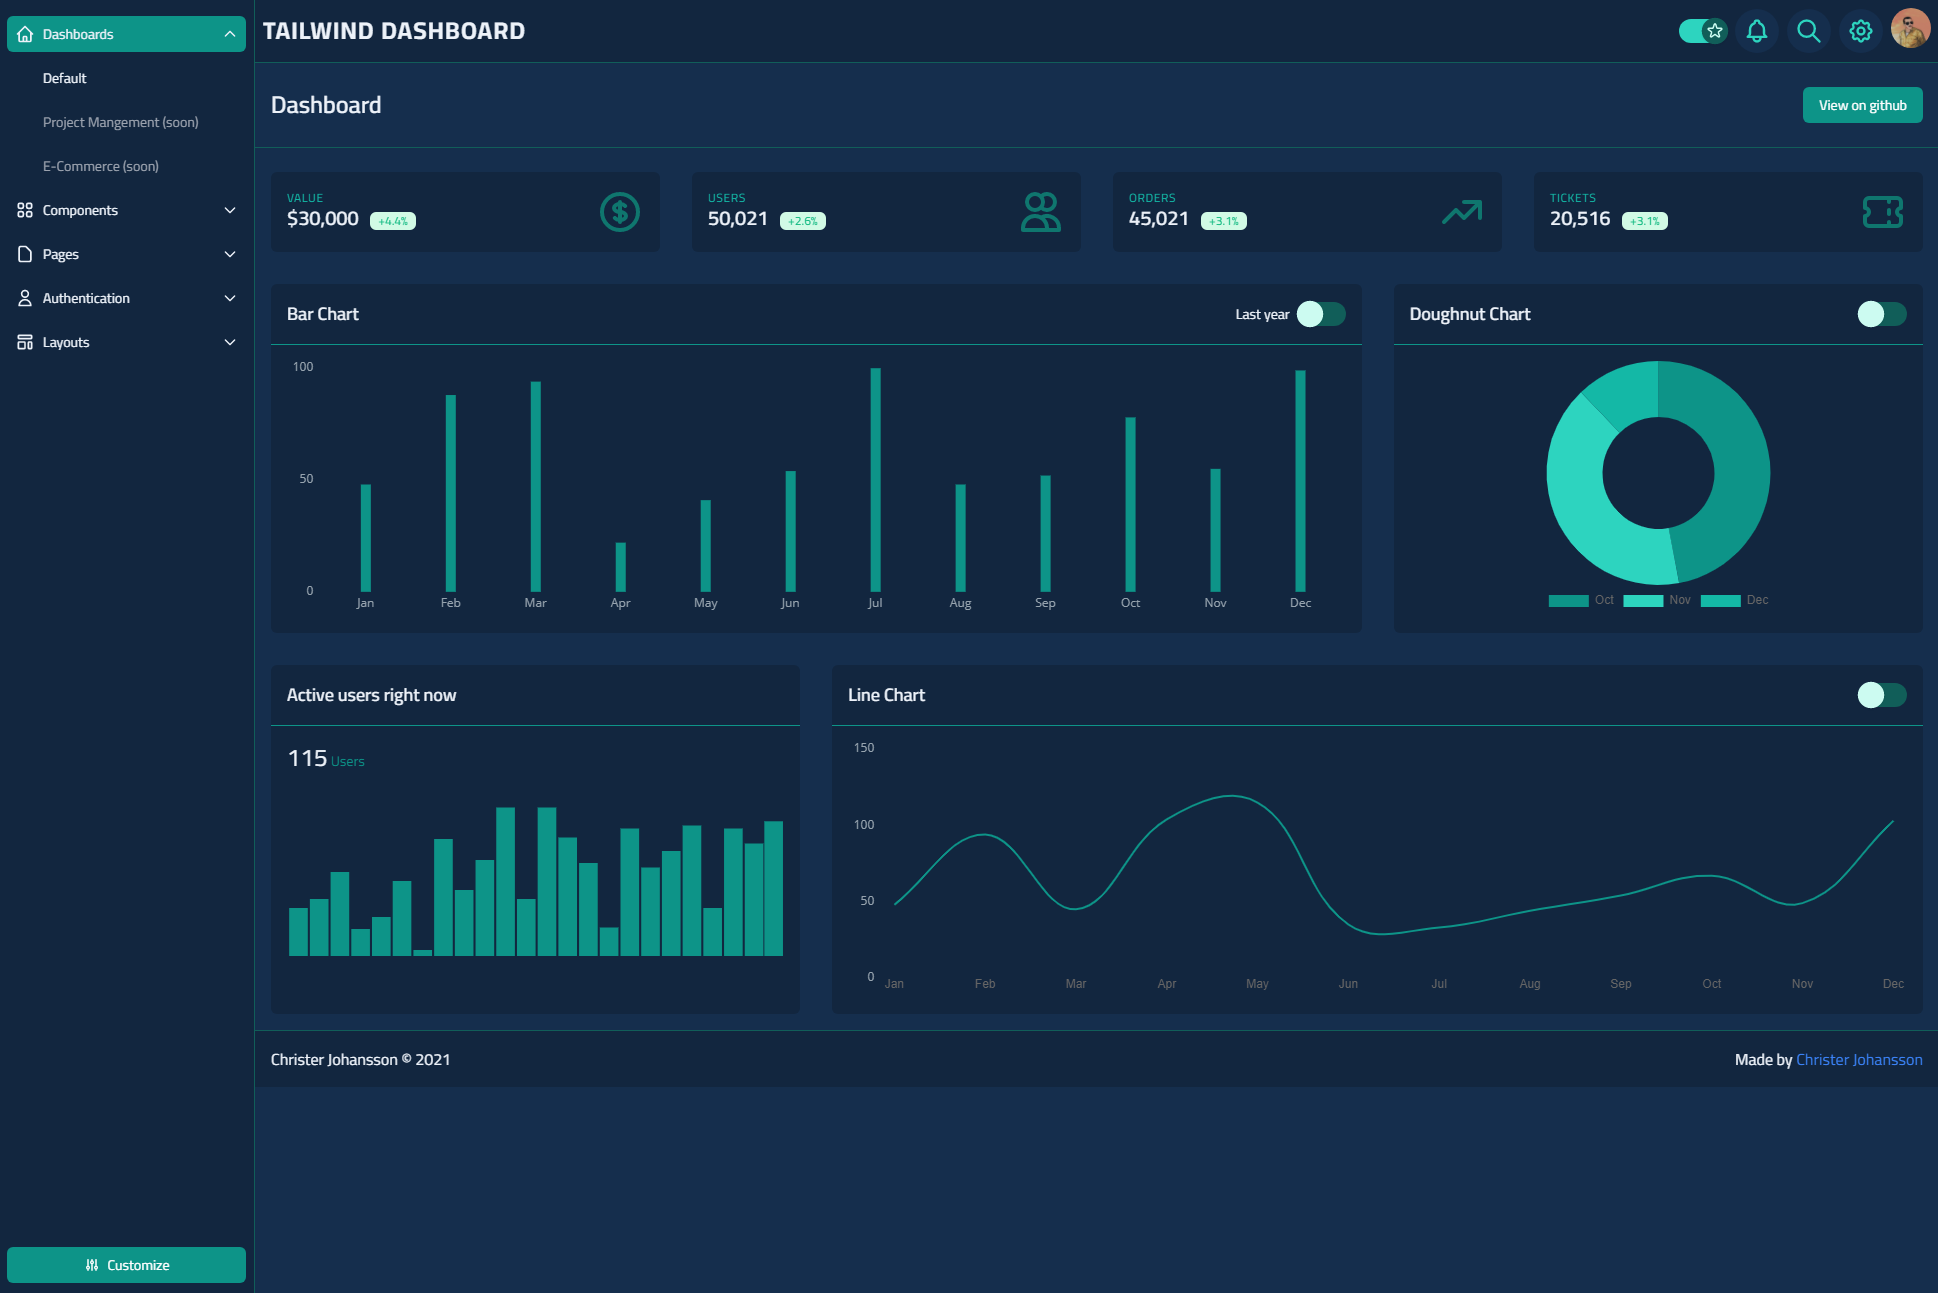 Dashboards
Default
Project Mangement (soon)
E-Commerce (soon)
Components
Pages
Authentication
Layouts
Customize
TAILWIND DASHBOARD
Dashboard
View on github
VALUE
$30,000 +4.4%
USERS
50,021 +2.6%
ORDERS
45,021 +3.1%
TICKETS
20,516 +3.1%
Bar Chart
Last year
100
50
0
Jan Feb Mar Apr May Jun Jul Aug Sep Oct Nov Dec
Doughnut Chart
Oct Nov Dec
Active users right now
115 Users
Line Chart
150
100
50
0
Jan Feb Mar Apr May Jun Jul Aug Sep Oct Nov Dec
Christer Johansson © 2021
Made by Christer Johansson